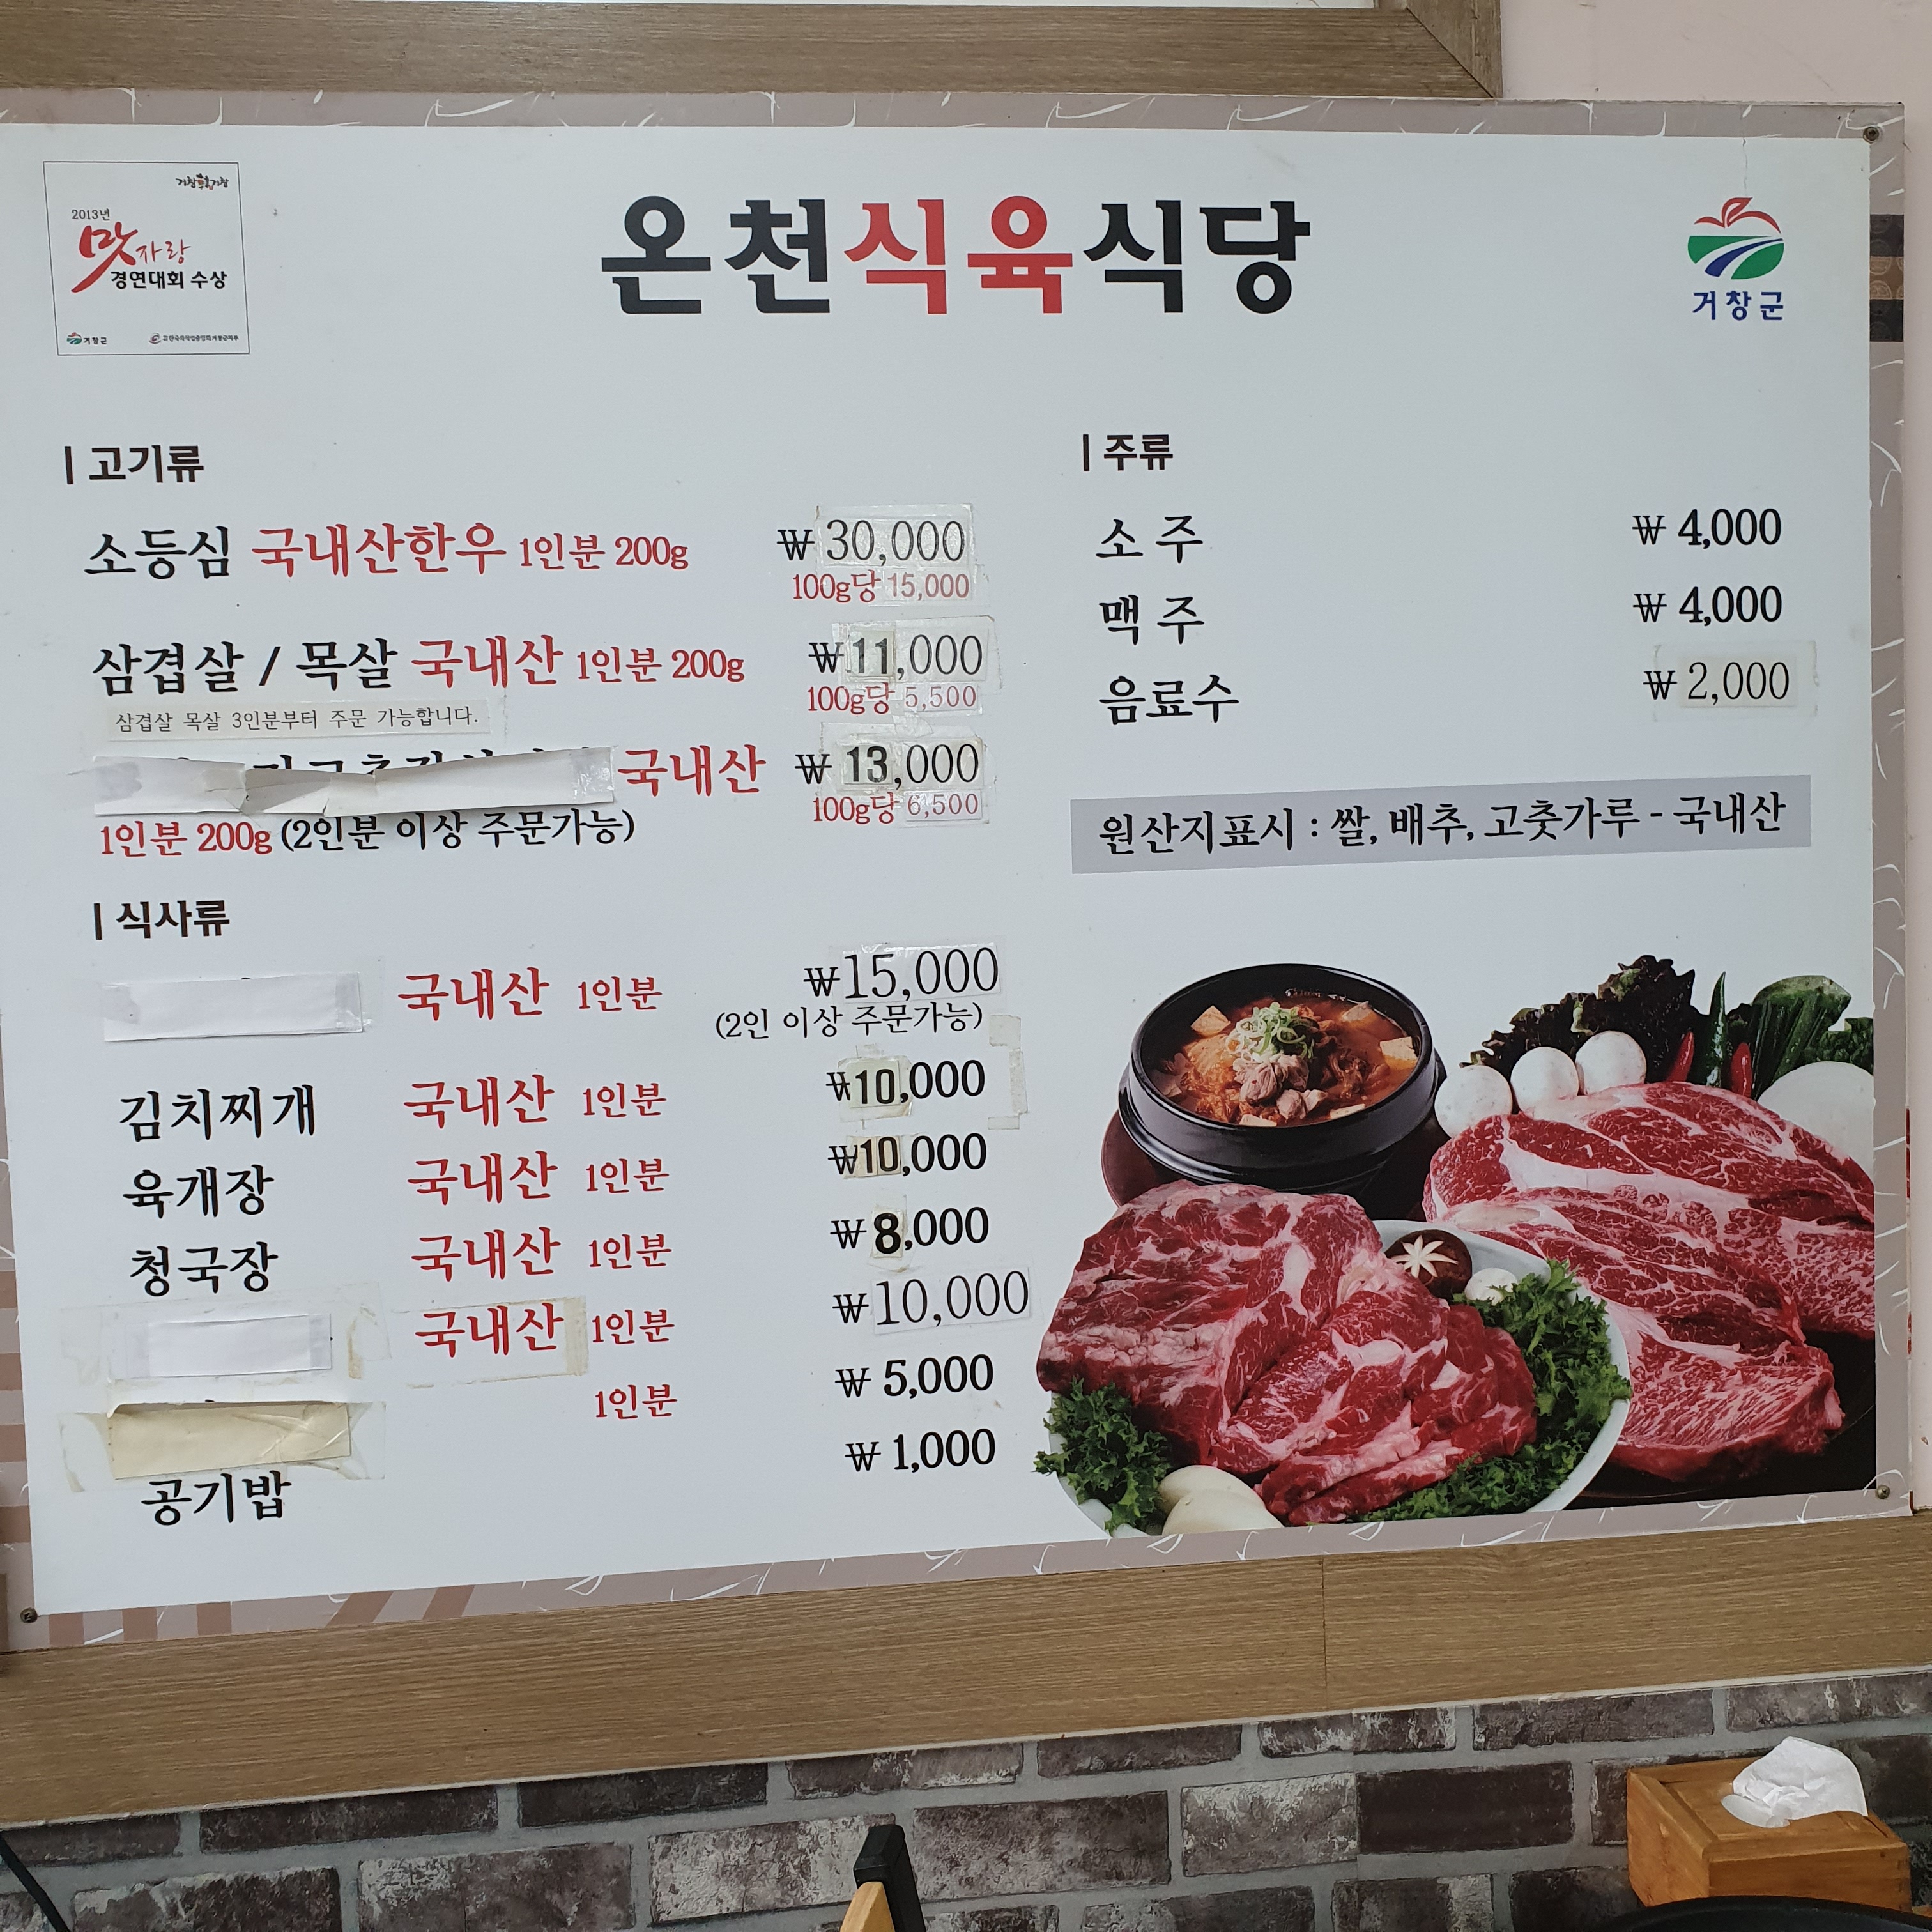 거창韓거창
2013년
맛자랑
경연대회 수상
거창군
온천식육식당
거창군
| 고기류
소등심 국내산한우 1인분 200g ₩ 30,000
100g당 15,000
삼겹살 / 목살 국내산 1인분 200g ₩ 11,000
100g당 5,500
삼겹살 목살 3인분부터 주문 가능합니다.
국내산 ₩ 13,000
100g당 6,500
1인분 200g (2인분 이상 주문가능)
| 식사류
국내산 1인분 ₩15,000
(2인 이상 주문가능)
김치찌개 국내산 1인분 ₩10,000
육개장 국내산 1인분 ₩10,000
청국장 국내산 1인분 ₩ 8,000
국내산 1인분 ₩10,000
1인분 ₩ 5,000
공기밥 ₩ 1,000
| 주류
소 주 ₩ 4,000
맥 주 ₩ 4,000
음료수 ₩ 2,000
원산지표시 : 쌀, 배추, 고춧가루 - 국내산